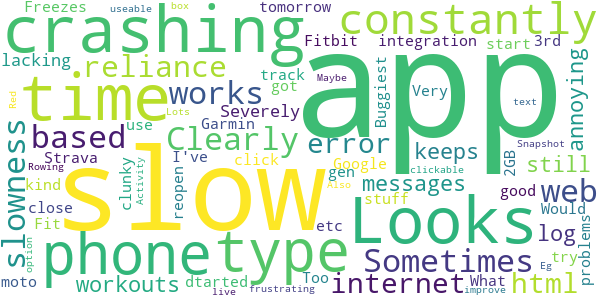 Freezes useable box tomorrow
crashing constantly
Fitbit integration start 3rd
lacking reliance track app
time works got Maybe Very Buggiest annoying
Severely
Red Lots text
based Clearly Garmin error keeps 2GB
slowness use Google Snapshot
Rowing Strava I've click gen still web
kind clunky Activity reopen messages clickable
close slow Looks good
Fit stuff Would problems
phone type Also Sometimes log
option etc try
moto workouts dtarted Too internet What html
live frustrating Eg improve